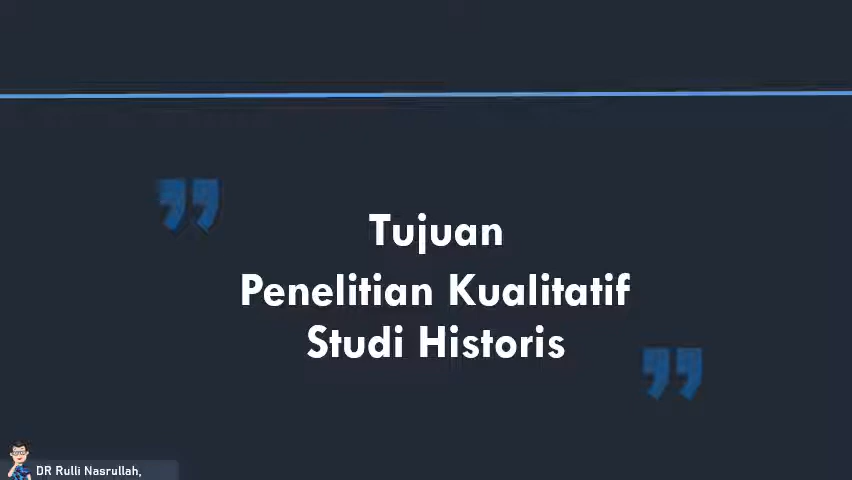 Tujuan
Penelitian Kualitatif
Studi Historis
DR Rulli Nasrullah,